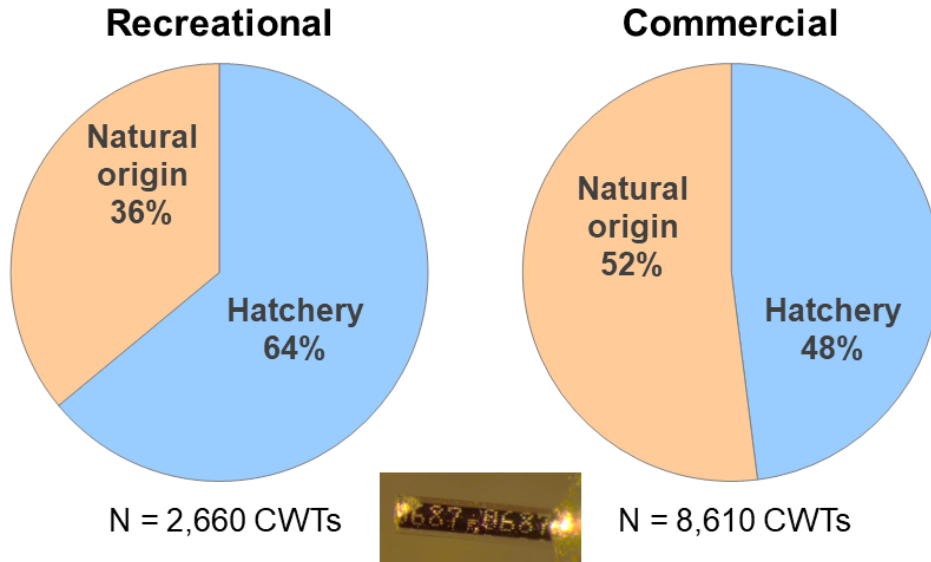 Recreational
Commercial
Natural
origin
36%
Hatchery
64%
Natural
origin
52%
Hatchery
48%
N = 2,660 CWTs
N = 8,610 CWTs